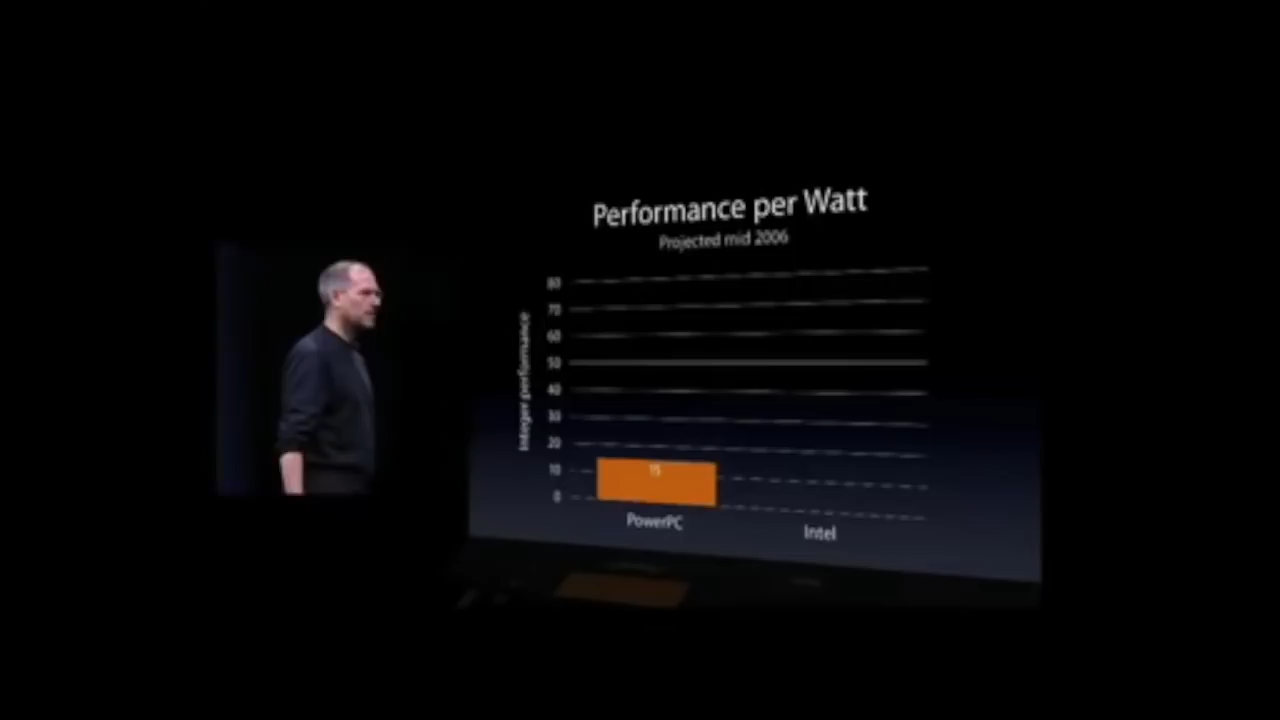 Performance per Watt
Projected mid 2006
Integer performance
80
70
60
50
40
30
20
10
0
15
PowerPC
Intel